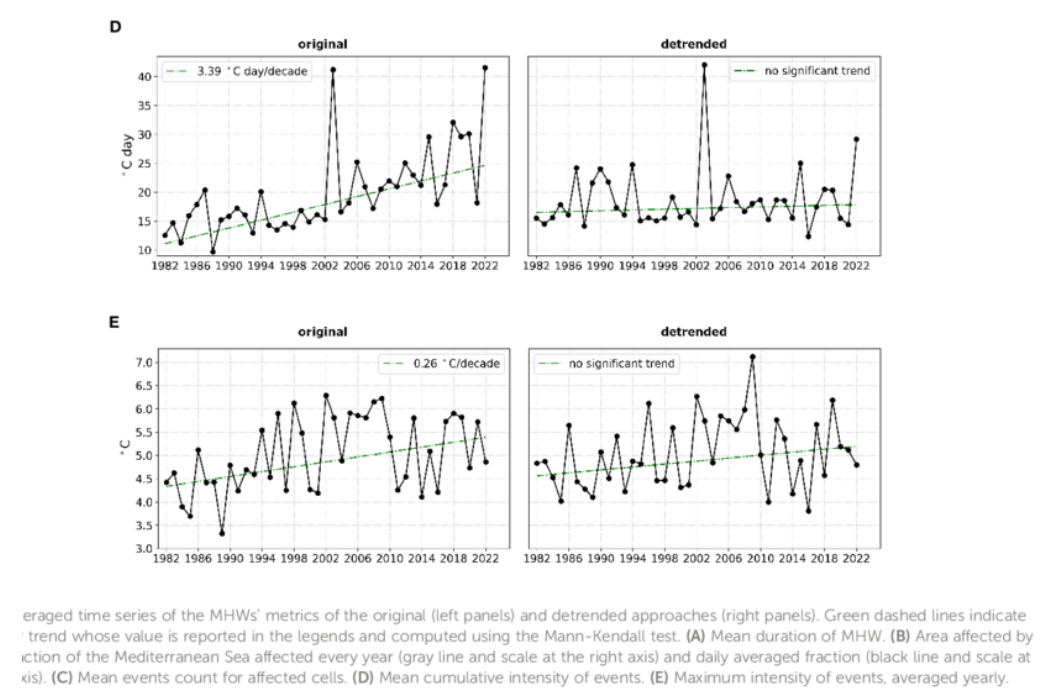 D
original
detrended
3.39 °C day/decade
no significant trend
°C day
40
35
30
25
20
15
10
1982 1986 1990 1994 1998 2002 2006 2010 2014 2018 2022
1982 1986 1990 1994 1998 2002 2006 2010 2014 2018 2022
E
original
detrended
0.26 °C/decade
no significant trend
°C
7.0
6.5
6.0
5.5
5.0
4.5
4.0
3.5
3.0
1982 1986 1990 1994 1998 2002 2006 2010 2014 2018 2022
1982 1986 1990 1994 1998 2002 2006 2010 2014 2018 2022
eraged time series of the MHWs' metrics of the original (left panels) and detrended approaches (right panels). Green dashed lines indicate
trend whose value is reported in the legends and computed using the Mann-Kendall test. (A) Mean duration of MHW. (B) Area affected by
ction of the Mediterranean Sea affected every year (gray line and scale at the right axis) and daily averaged fraction (black line and scale at
xis). (C) Mean events count for affected cells. (D) Mean cumulative intensity of events. (E) Maximum intensity of events, averaged yearly.